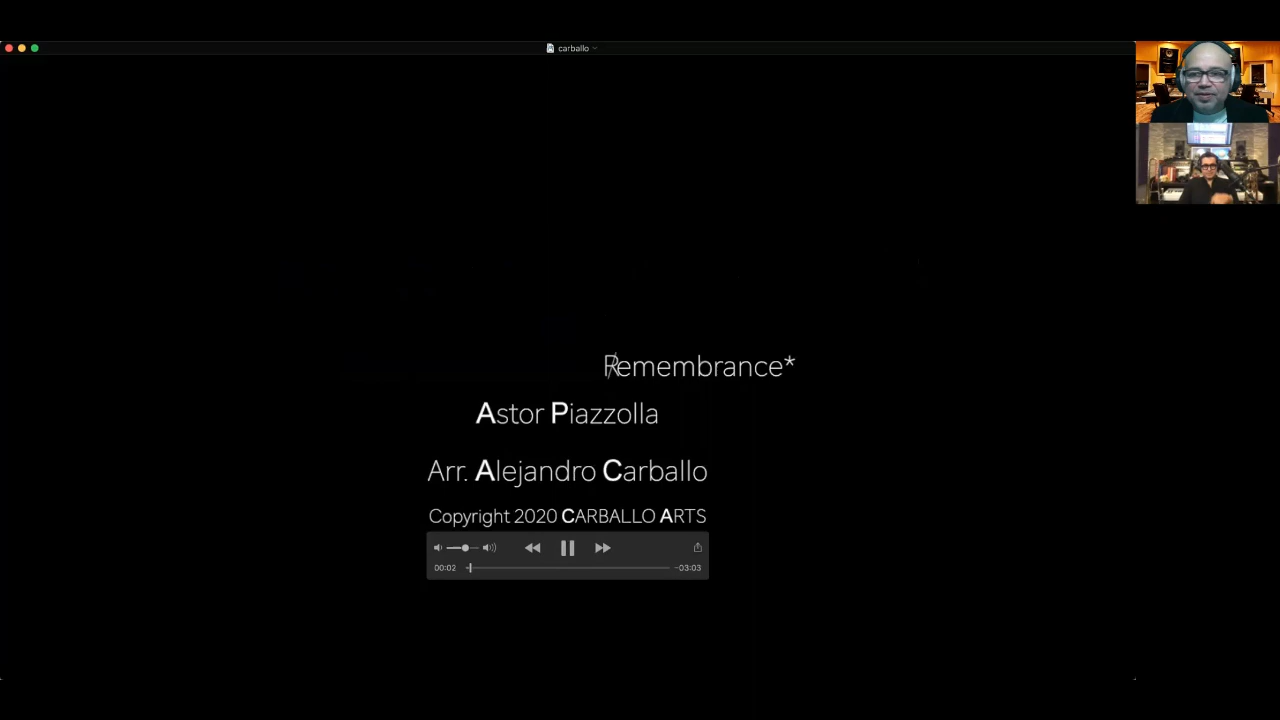 carballo
Remembrance*
Astor Piazzolla
Arr. Alejandro Carballo
Copyright 2020 CARBALLO ARTS
00:02
-03:03